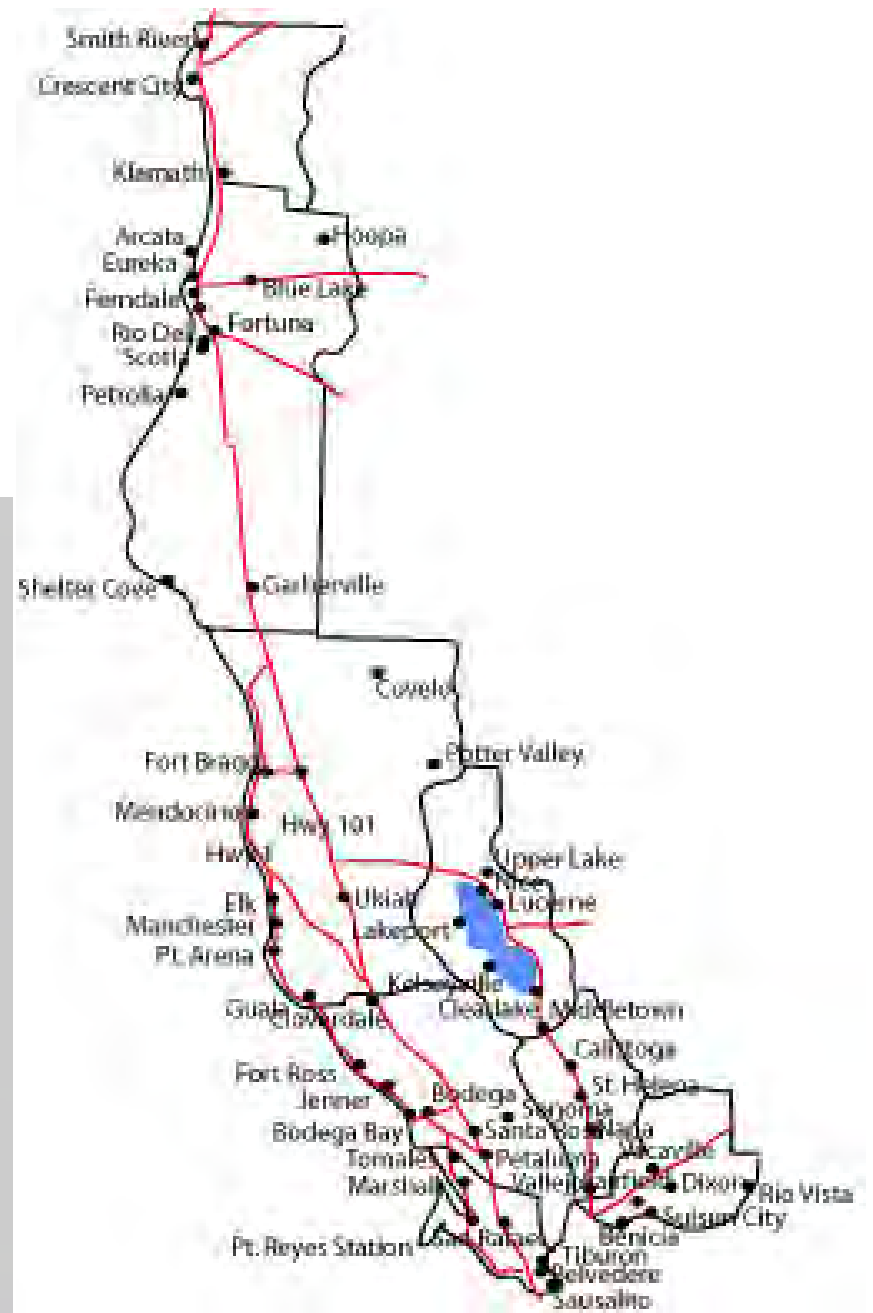 Smith River
Crescent City
Klamath
Arcata
Hoopa
Eureka
Blue Lake
Ferndale
Fortuna
Rio De
Scotia
Petrolia
Shelter Cove
Garberville
Covelo
Potter Valley
Fort Bragg
Mendocino
Hwy 101
Hwy 1
Upper Lake
Nice
Elk
Ukiah
Lucerne
Manchester
Lakeport
Pt. Arena
Kelseyville
Gualala
Cloverdale
Clearlake
Middletown
Calistoga
Fort Ross
St. Helena
Jenner
Bodega
Sonoma
Bodega Bay
Santa Rosa
Napa
Tomales
Petaluma
Vacaville
Marshall
Vallejo
Fairfield
Dixon
Rio Vista
Suisun City
Pt. Reyes Station
San Rafael
Benicia
Tiburon
Belvedere
Sausalito